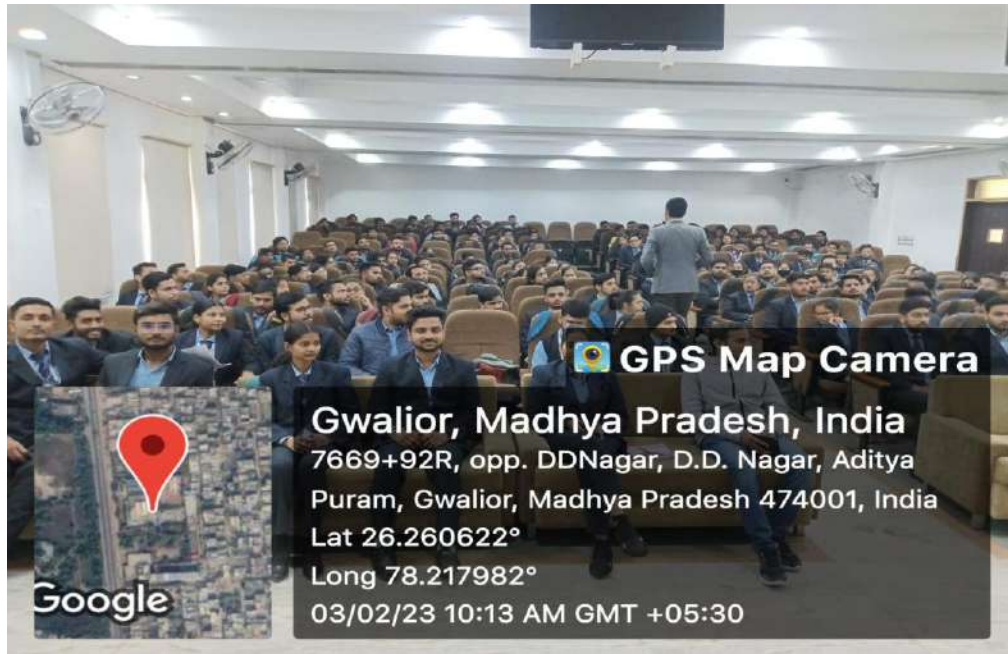 GPS Map Camera
Gwalior, Madhya Pradesh, India
7669+92R, opp. DDNagar, D.D. Nagar, Aditya
Puram, Gwalior, Madhya Pradesh 474001, India
Lat 26.260622°
Long 78.217982°
03/02/23 10:13 AM GMT +05:30
Google